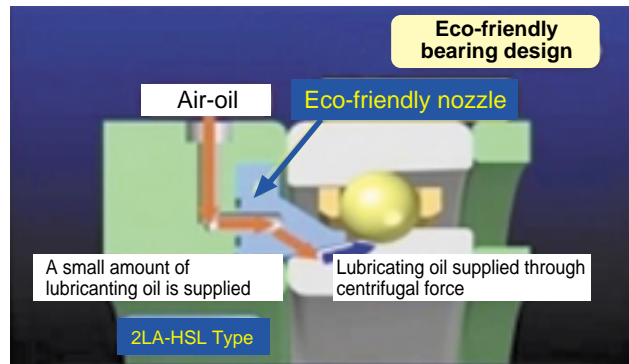 Eco-friendly
bearing design
Air-oil
Eco-friendly nozzle
A small amount of
lubricanting oil is supplied
Lubricating oil supplied through
centrifugal force
2LA-HSL Type